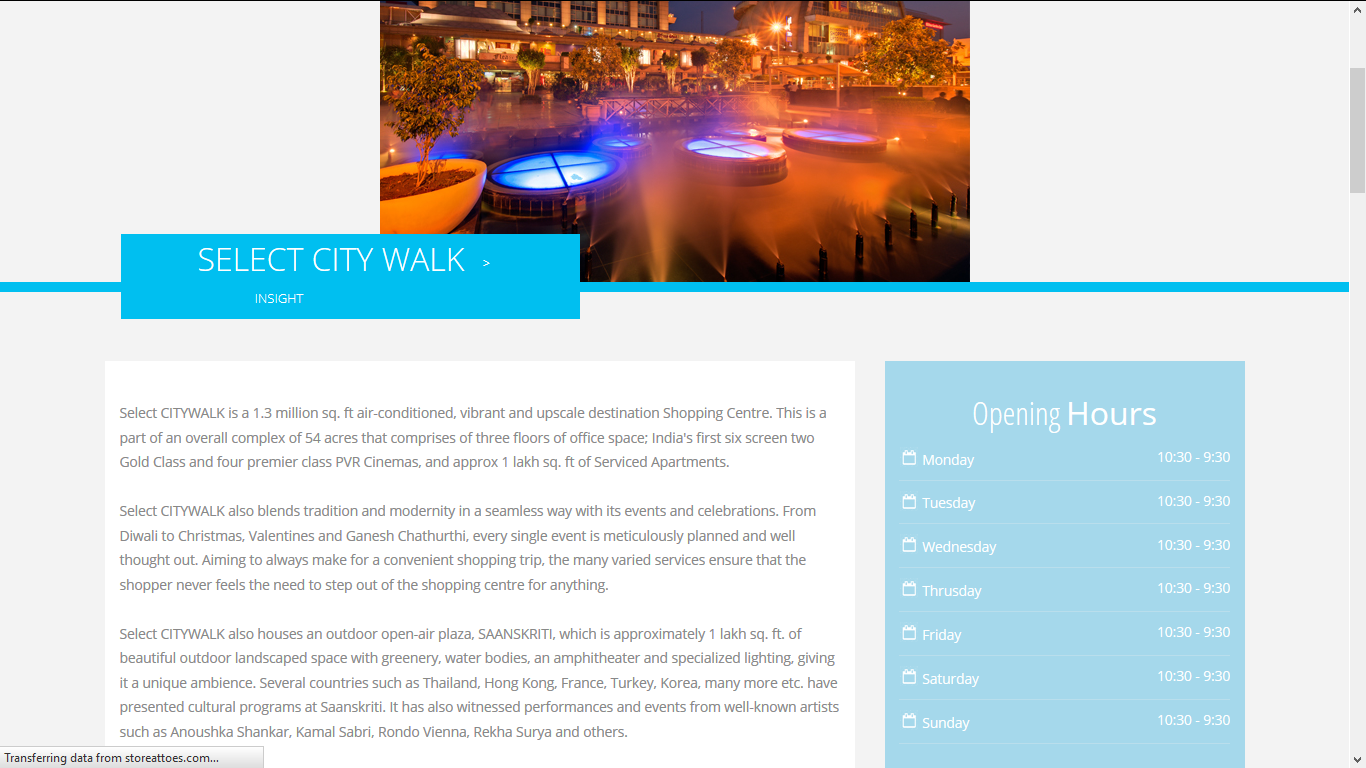 SELECT CITY WALK >
INSIGHT
Select CITYWALK is a 1.3 million sq. ft air-conditioned, vibrant and upscale destination Shopping Centre. This is a
part of an overall complex of 54 acres that comprises of three floors of office space; India's first six screen two
Gold Class and four premier class PVR Cinemas, and approx 1 lakh sq. ft of Serviced Apartments.
Select CITYWALK also blends tradition and modernity in a seamless way with its events and celebrations. From
Diwali to Christmas, Valentines and Ganesh Chathurthi, every single event is meticulously planned and well
thought out. Aiming to always make for a convenient shopping trip, the many varied services ensure that the
shopper never feels the need to step out of the shopping centre for anything.
Select CITYWALK also houses an outdoor open-air plaza, SAANSKRITI, which is approximately 1 lakh sq. ft. of
beautiful outdoor landscaped space with greenery, water bodies, an amphitheater and specialized lighting, giving
it a unique ambience. Several countries such as Thailand, Hong Kong, France, Turkey, Korea, many more etc. have
presented cultural programs at Saanskriti. It has also witnessed performances and events from well-known artists
such as Anoushka Shankar, Kamal Sabri, Rondo Vienna, Rekha Surya and others.
Opening Hours
Monday 10:30 - 9:30
Tuesday 10:30 - 9:30
Wednesday 10:30 - 9:30
Thrusday 10:30 - 9:30
Friday 10:30 - 9:30
Saturday 10:30 - 9:30
Sunday 10:30 - 9:30
Transferring data from storeattoes.com...